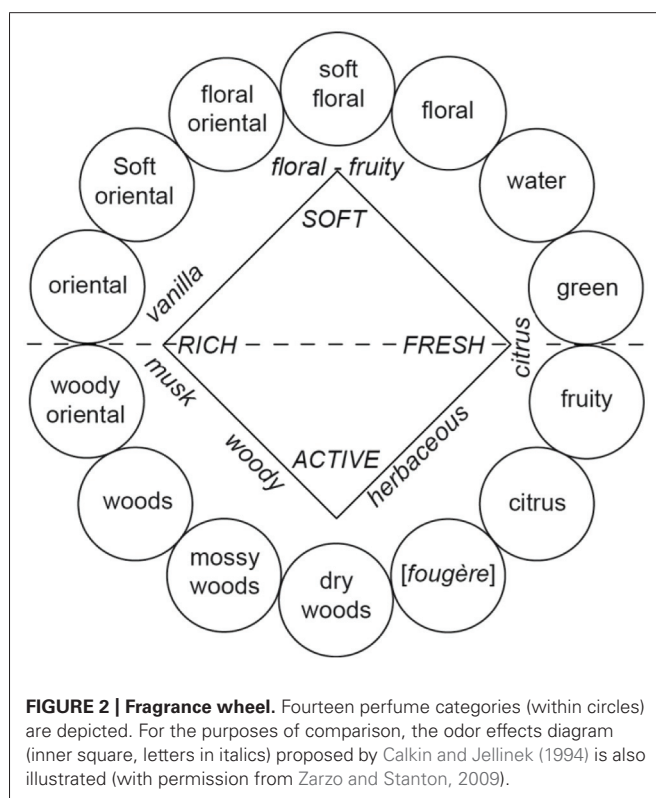 soft
floral
floral
oriental
floral
Soft
oriental
water
oriental
green
woody
oriental
fruity
woods
citrus
mossy
woods
dry
woods
[fougère]
floral - fruity
SOFT
vanilla
RICH
FRESH
citrus
musk
woody
ACTIVE
herbaceous
FIGURE 2 | Fragrance wheel. Fourteen perfume categories (within circles)
are depicted. For the purposes of comparison, the odor effects diagram
(inner square, letters in italics) proposed by Calkin and Jellinek (1994) is also
illustrated (with permission from Zarzo and Stanton, 2009).